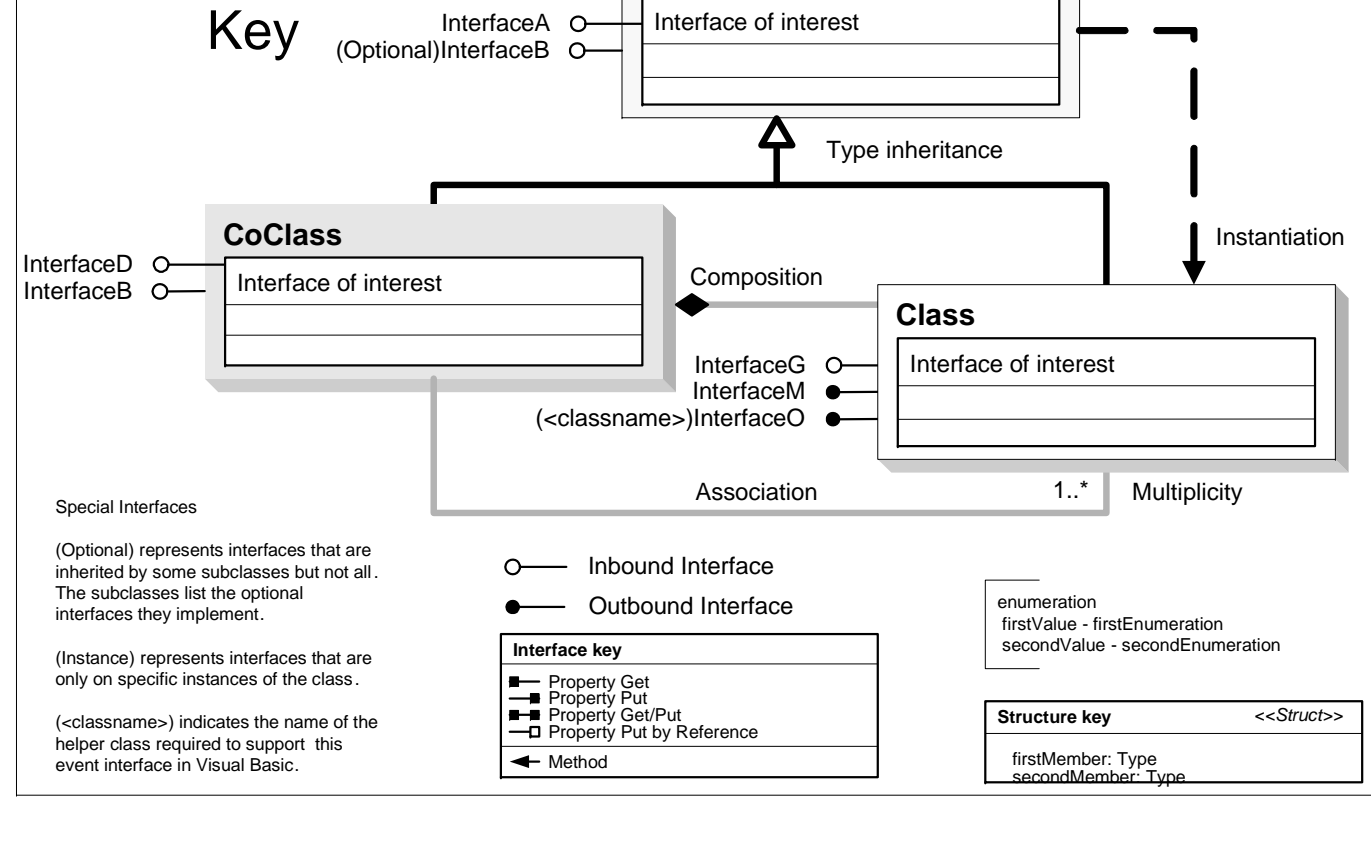 Key
InterfaceA
(Optional)InterfaceB
Interface of interest
Type inheritance
Instantiation
CoClass
InterfaceD
InterfaceB
Interface of interest
Composition
Class
Interface of interest
InterfaceG
InterfaceM
(<classname>)InterfaceO
Association
1..*
Multiplicity
Special Interfaces
(Optional) represents interfaces that are
inherited by some subclasses but not all.
The subclasses list the optional
interfaces they implement.
(Instance) represents interfaces that are
only on specific instances of the class.
(<classname>) indicates the name of the
helper class required to support this
event interface in Visual Basic.
Inbound Interface
Outbound Interface
Interface key
Property Get
Property Put
Property Get/Put
Property Put by Reference
Method
enumeration
firstValue - firstEnumeration
secondValue - secondEnumeration
Structure key <<Struct>>
firstMember: Type
secondMember: Type